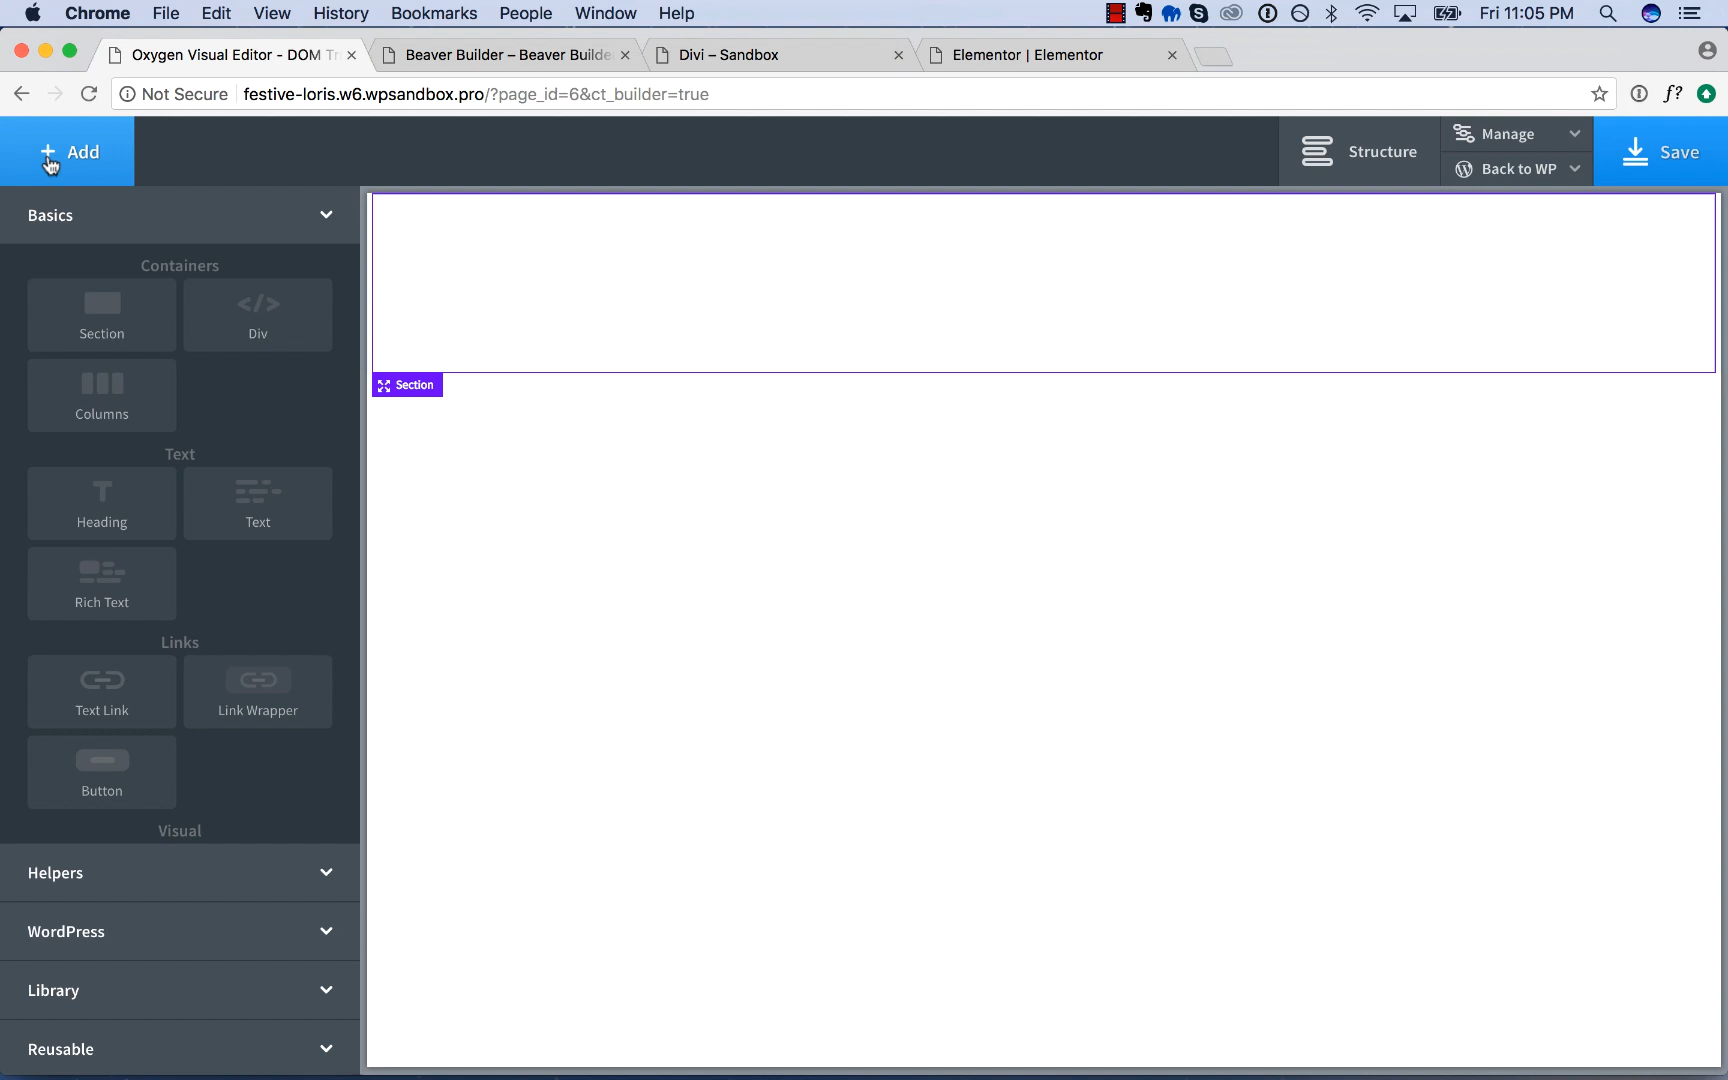 Chrome File Edit View History Bookmarks People Window Help Fri 11:05 PM
Oxygen Visual Editor - DOM Tr Beaver Builder – Beaver Builde Divi – Sandbox Elementor | Elementor
Not Secure festive-loris.w6.wpsandbox.pro/?page_id=6&ct_builder=true f?
+ Add Structure Manage Save
Back to WP
Basics
Containers
Section </> Div
Columns
Text
T
Heading Text
Rich Text
Links
Text Link Link Wrapper
Button
Visual
Helpers
WordPress
Library
Reusable
Section